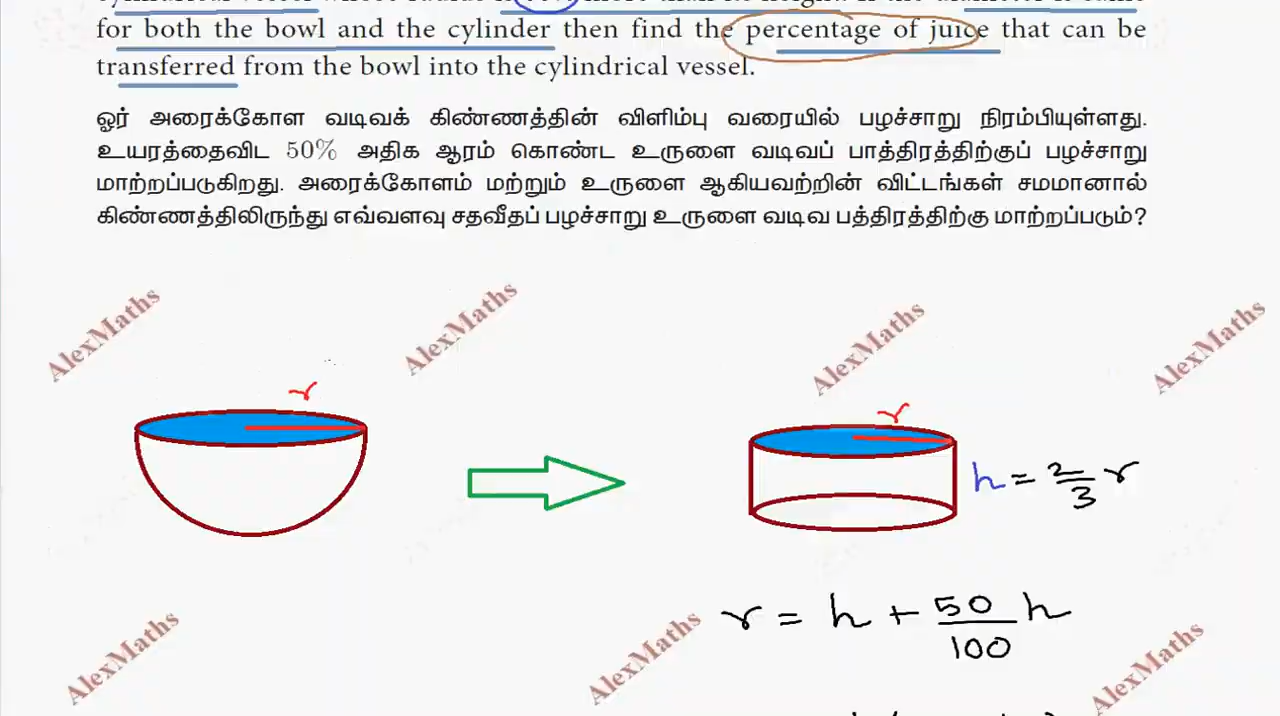 for both the bowl and the cylinder then find the percentage of juice that can be
transferred from the bowl into the cylindrical vessel.
ஓர் அரைக்கோள வடிவக் கிண்ணத்தின் விளிம்பு வரையில் பழச்சாறு நிரம்பியுள்ளது.
உயரத்தைவிட 50% அதிக ஆரம் கொண்ட உருளை வடிவப் பாத்திரத்திற்குப் பழச்சாறு
மாற்றப்படுகிறது. அரைக்கோளம் மற்றும் உருளை ஆகியவற்றின் விட்டங்கள் சமமானால்
கிண்ணத்திலிருந்து எவ்வளவு சதவீதப் பழச்சாறு உருளை வடிவ பத்திரத்திற்கு மாற்றப்படும்?
AlexMaths AlexMaths AlexMaths AlexMaths
r
r
h = 2/3 r
r = h + 50/100 h
AlexMaths AlexMaths AlexMaths